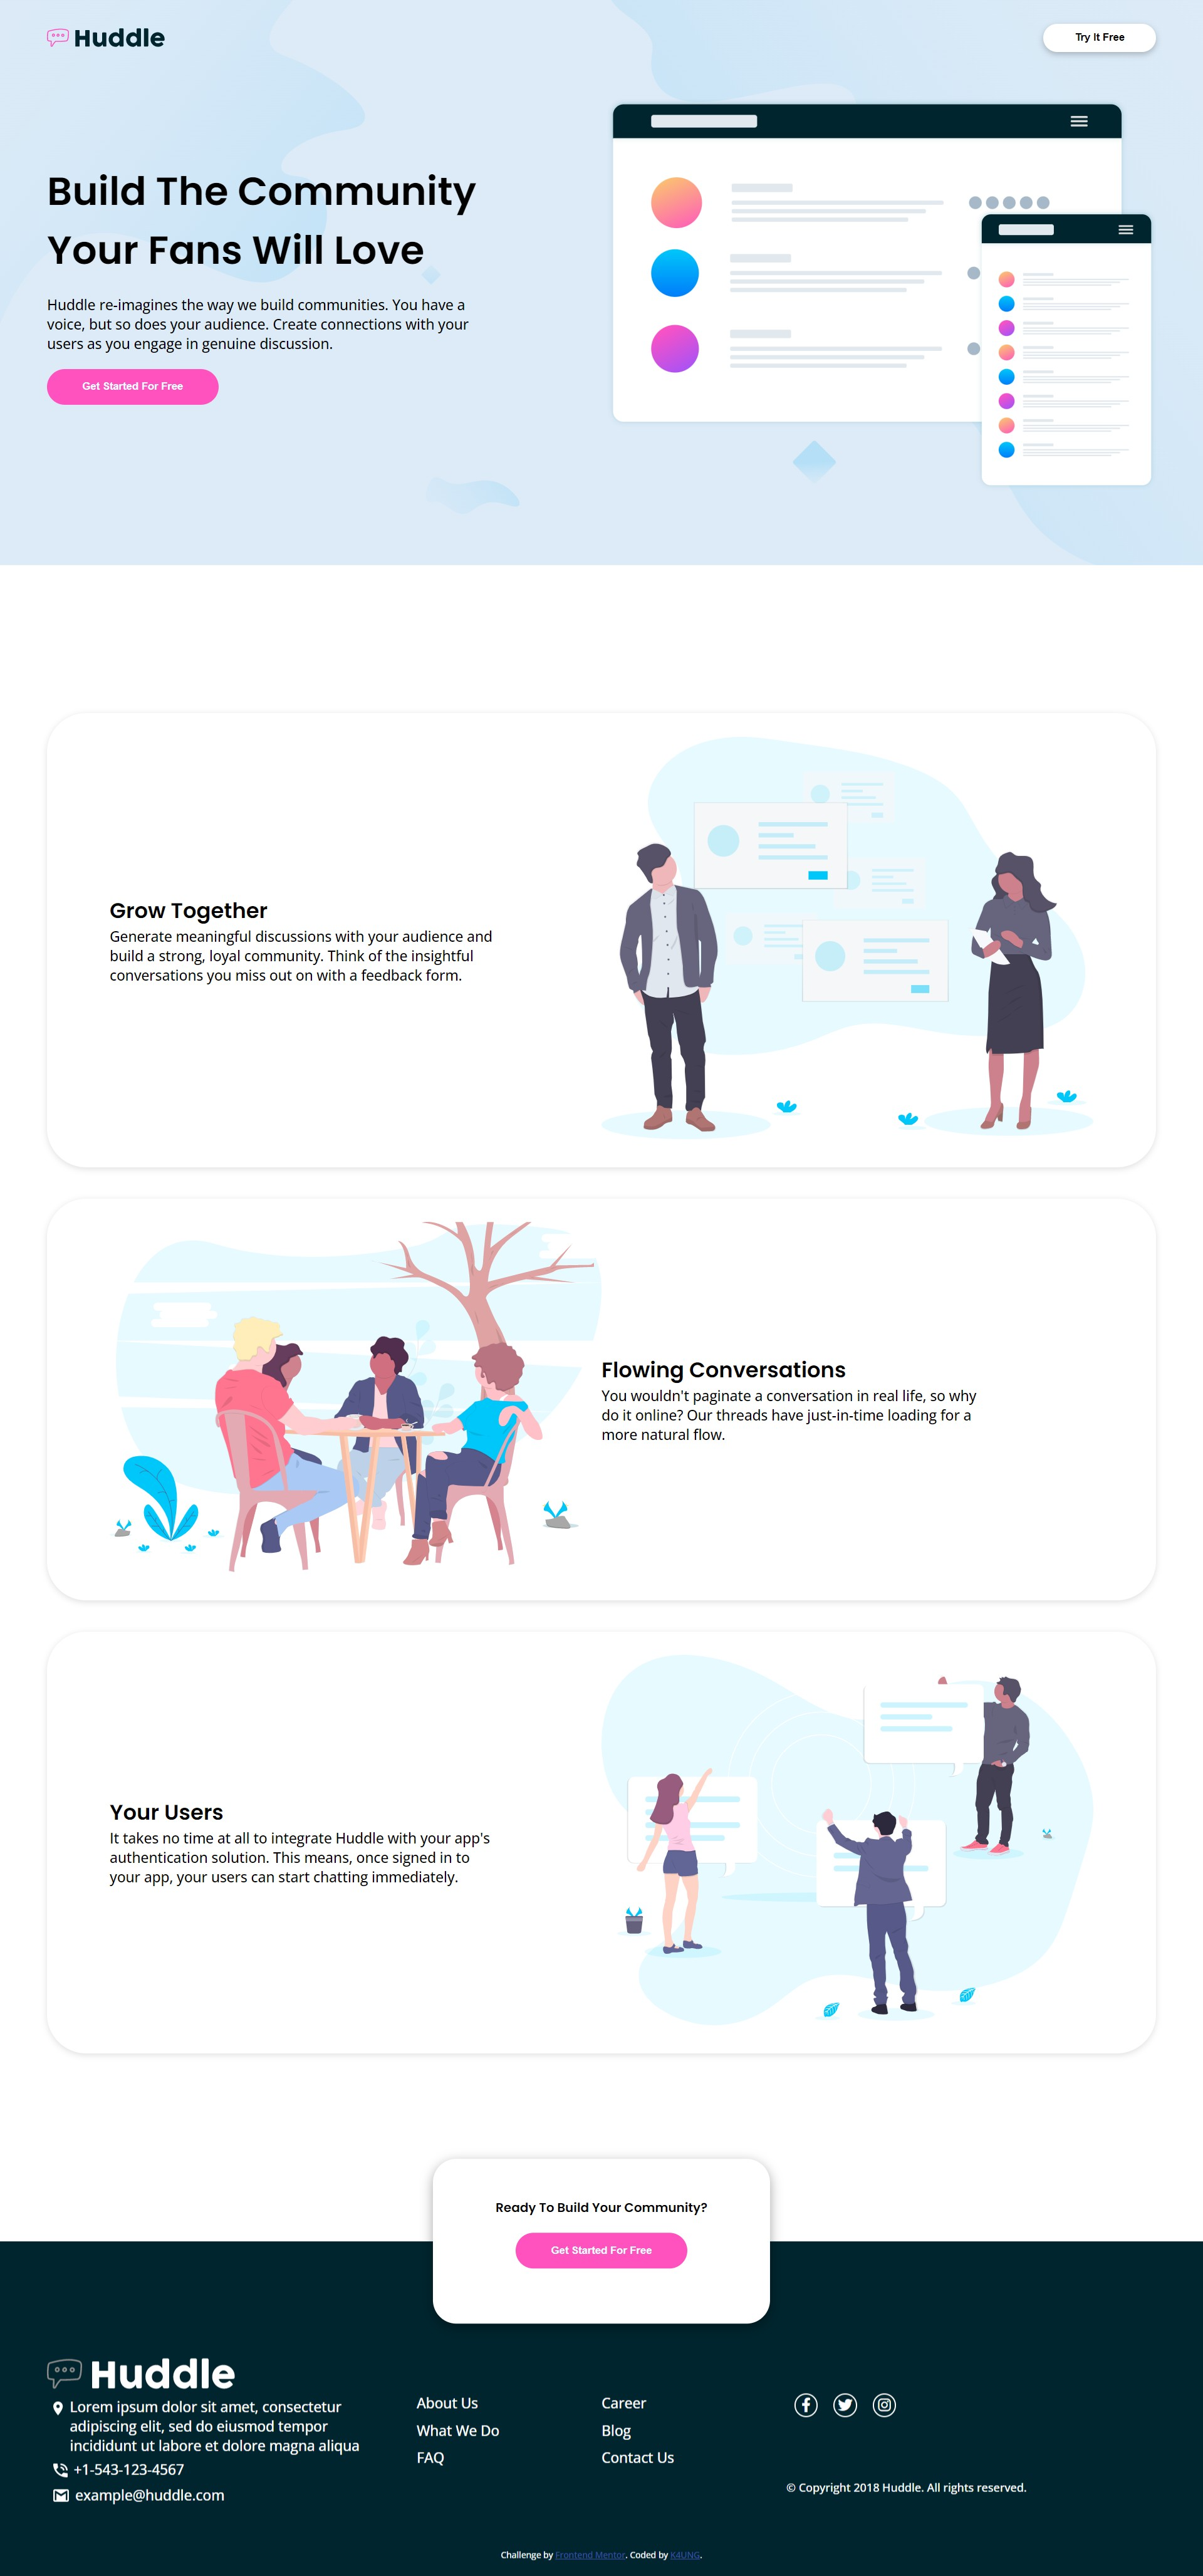 Huddle
Try It Free
Build The Community
Your Fans Will Love
Huddle re-imagines the way we build communities. You have a
voice, but so does your audience. Create connections with your
users as you engage in genuine discussion.
Get Started For Free
Grow Together
Generate meaningful discussions with your audience and
build a strong, loyal community. Think of the insightful
conversations you miss out on with a feedback form.
Flowing Conversations
You wouldn't paginate a conversation in real life, so why
do it online? Our threads have just-in-time loading for a
more natural flow.
Your Users
It takes no time at all to integrate Huddle with your app's
authentication solution. This means, once signed in to
your app, your users can start chatting immediately.
Ready To Build Your Community?
Get Started For Free
Huddle
Lorem ipsum dolor sit amet, consectetur
adipiscing elit, sed do eiusmod tempor
incididunt ut labore et dolore magna aliqua
+1-543-123-4567
example@huddle.com
About Us
What We Do
FAQ
Career
Blog
Contact Us
© Copyright 2018 Huddle. All rights reserved.
Challenge by Frontend Mentor. Coded by K4UNG.